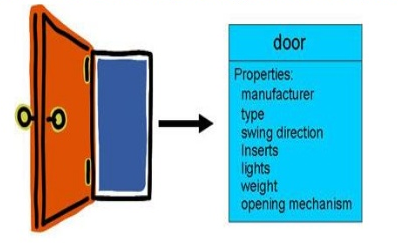 door
Properties:
manufacturer
type
swing direction
Inserts
lights
weight
opening mechanism